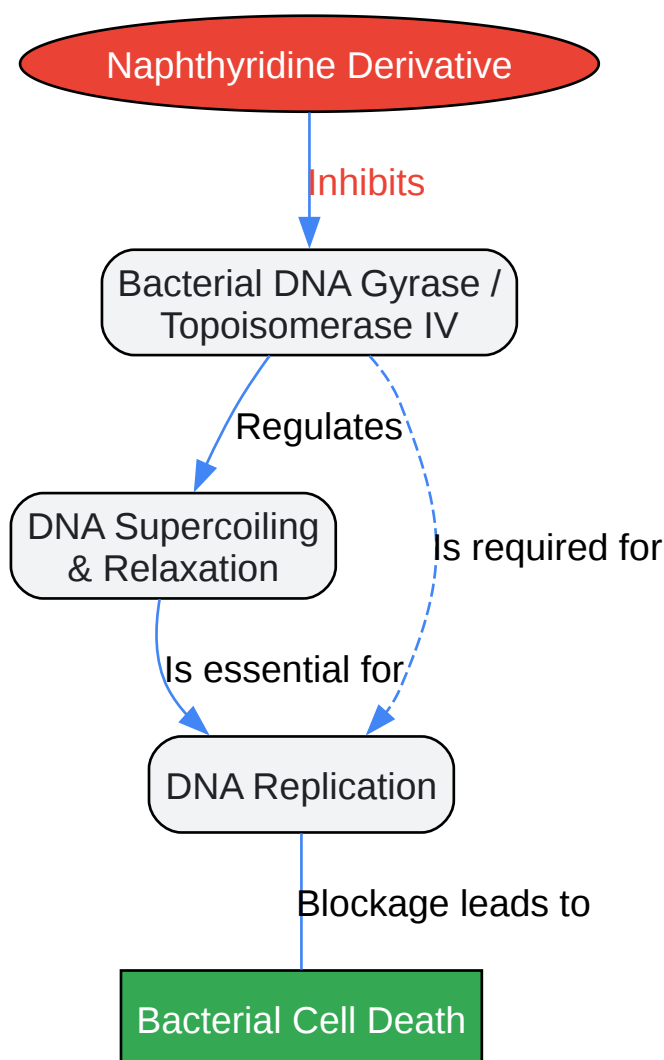 Naphthyridine Derivative
Inhibits
Bacterial DNA Gyrase /
Topoisomerase IV
Regulates
DNA Supercoiling
& Relaxation
Is required for
Is essential for
DNA Replication
Blockage leads to
Bacterial Cell Death